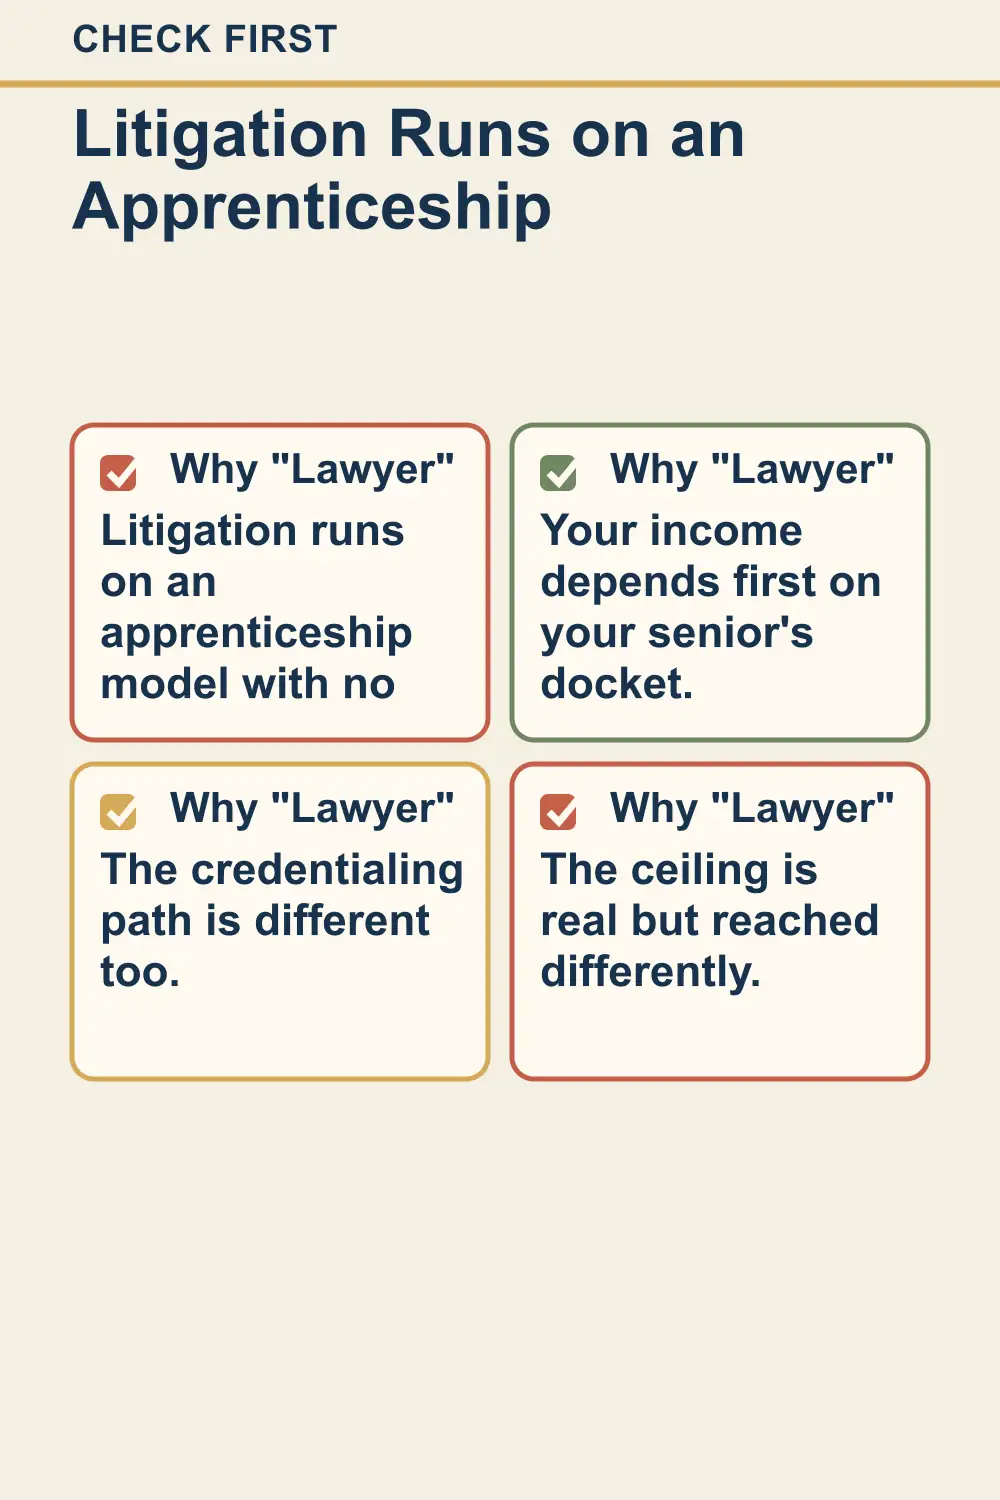 CHECK FIRST
Litigation Runs on an
Apprenticeship
Why "Lawyer"
Litigation runs
on an
apprenticeship
model with no
Why "Lawyer"
Your income
depends first on
your senior's
docket.
Why "Lawyer"
The credentialing
path is different
too.
Why "Lawyer"
The ceiling is
real but reached
differently.